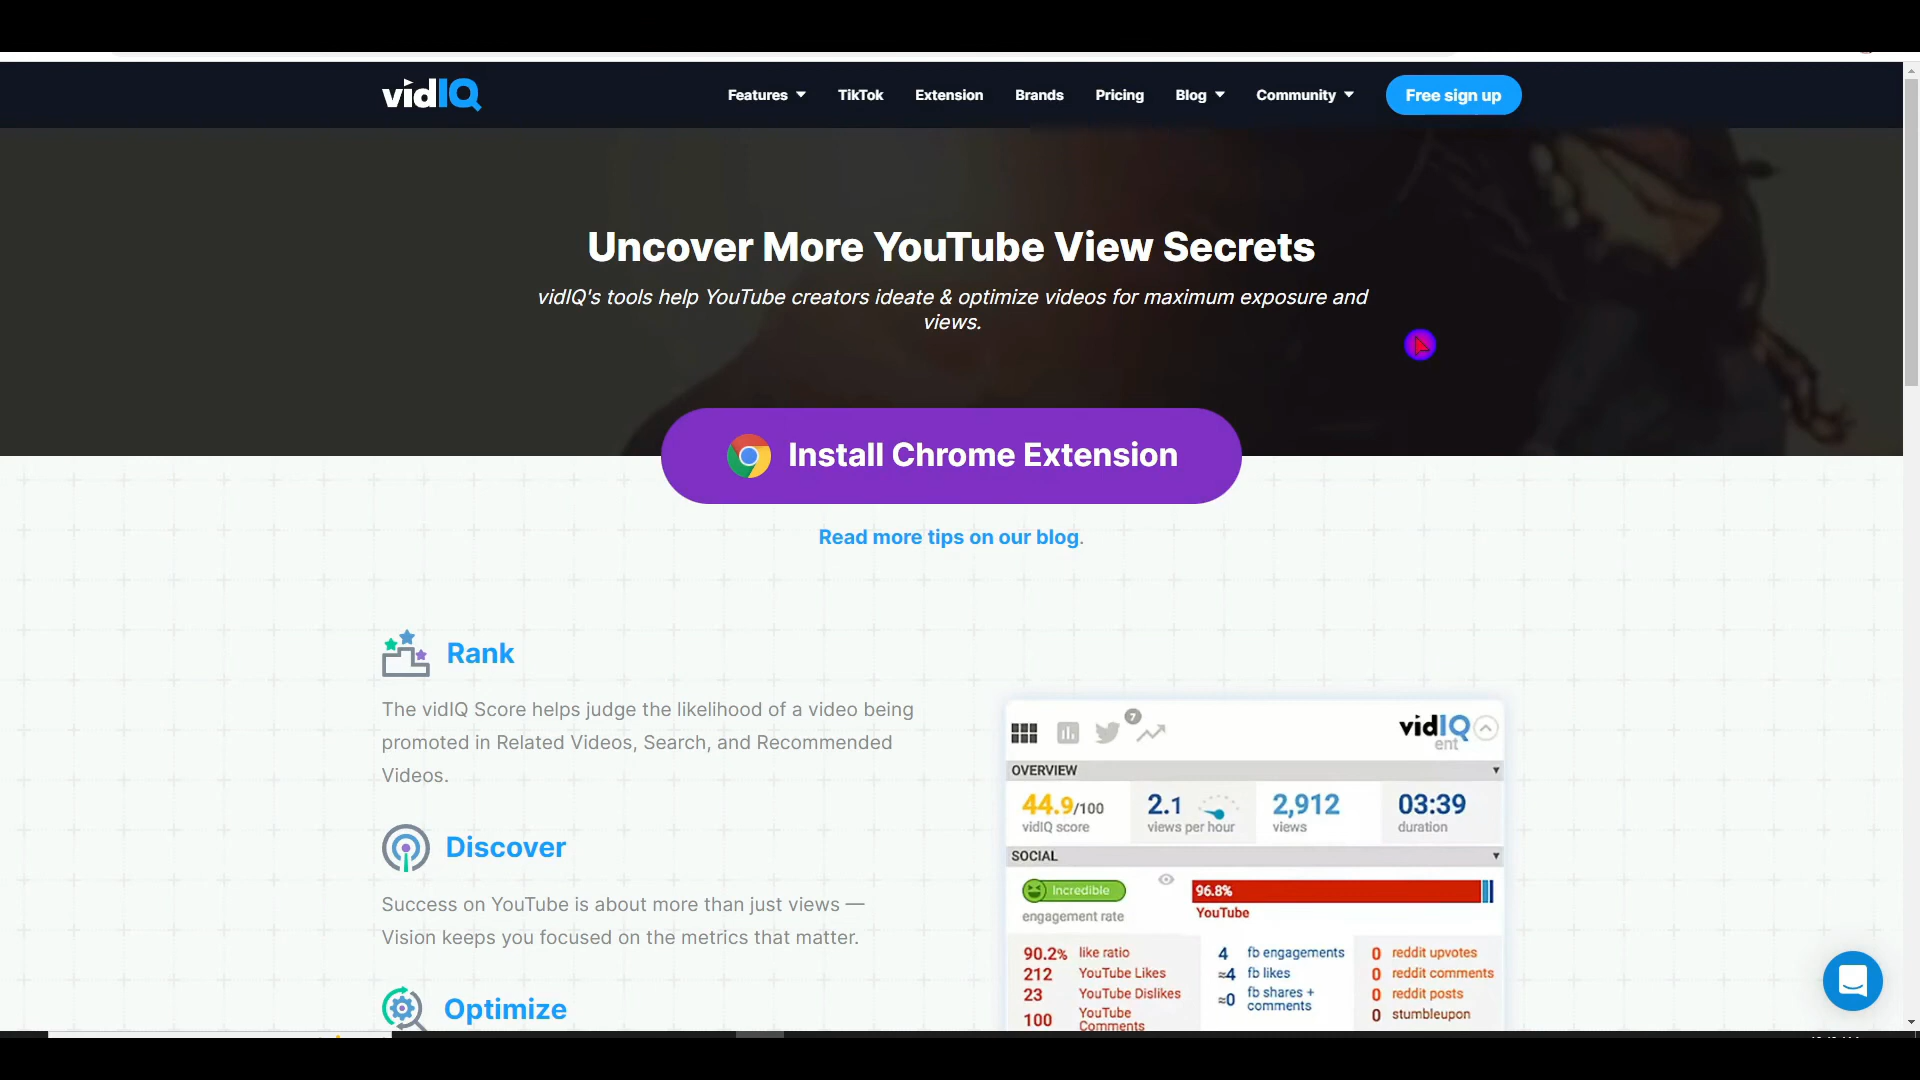 vidIQ
Features TikTok Extension Brands Pricing Blog Community Free sign up
Uncover More YouTube View Secrets
vidIQ's tools help YouTube creators ideate & optimize videos for maximum exposure and
views.
Install Chrome Extension
Read more tips on our blog.
Rank
The vidIQ Score helps judge the likelihood of a video being
promoted in Related Videos, Search, and Recommended
Videos.
Discover
Success on YouTube is about more than just views —
Vision keeps you focused on the metrics that matter.
Optimize
7
vidIQ
ent
OVERVIEW
44.9/100 2.1 2,912 03:39
vidIQ score views per hour views duration
SOCIAL
Incredible 96.8%
engagement rate YouTube
90.2% like ratio
212 YouTube Likes
23 YouTube Dislikes
100 YouTube
Comments
4 fb engagements
≈4 fb likes
≈0 fb shares +
comments
0 reddit upvotes
0 reddit comments
0 reddit posts
0 stumbleupon